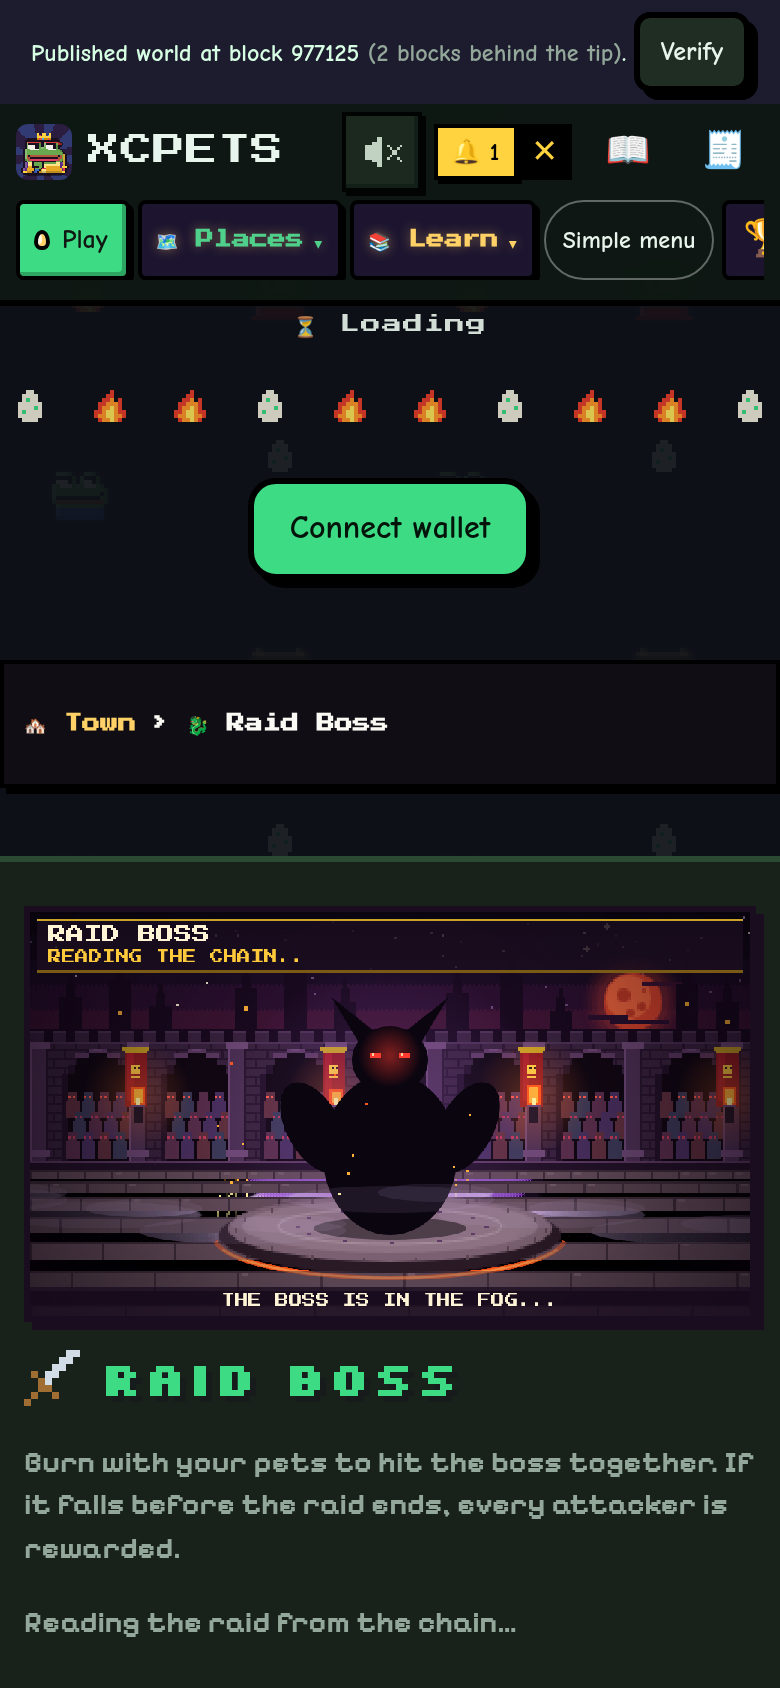 Published world at block 977125 (2 blocks behind the tip).
Verify
XCPETS
1
Play
Places
Learn
Simple menu
Loading
Connect wallet
Town > Raid Boss
RAID BOSS
READING THE CHAIN..
THE BOSS IS IN THE FOG...
RAID BOSS
Burn with your pets to hit the boss together. If
it falls before the raid ends, every attacker is
rewarded.
Reading the raid from the chain...